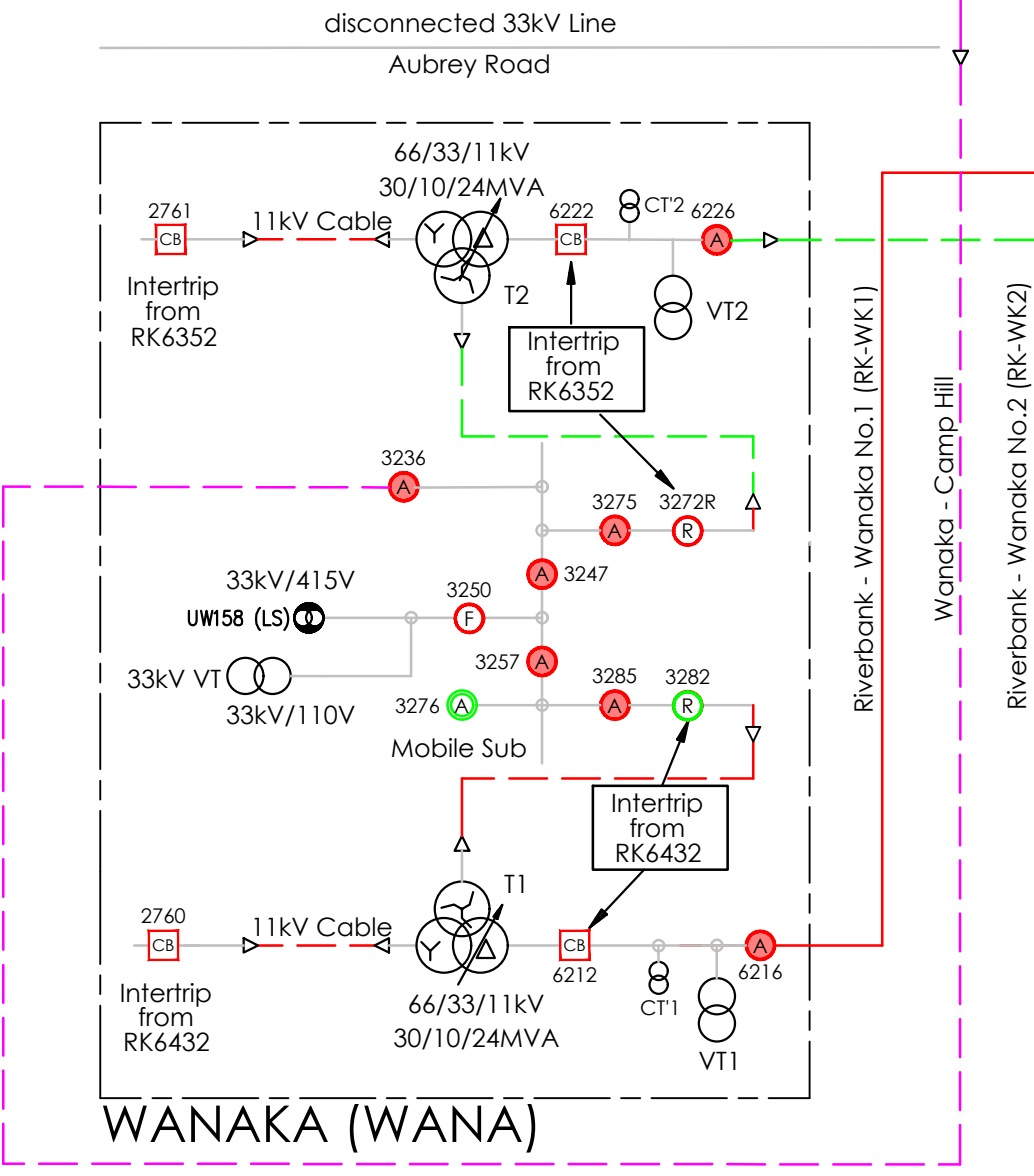 disconnected 33kV Line
Aubrey Road
66/33/11kV
30/10/24MVA
2761
CB
11kV Cable
Y
Δ
6222
CB
CT'2
6226
A
Intertrip
from
RK6352
T2
VT2
Intertrip
from
RK6352
3236
A
3275
A
3272R
R
A
3247
33kV/415V
UW158 (LS)
3250
F
3257
A
33kV VT
33kV/110V
3276
A
Mobile Sub
3285
A
3282
R
Intertrip
from
RK6432
T1
2760
CB
11kV Cable
Y
Δ
CB
6212
A
6216
CT'1
VT1
Intertrip
from
RK6432
66/33/11kV
30/10/24MVA
WANAKA (WANA)
Riverbank - Wanaka No.1 (RK-WK1)
Wanaka - Camp Hill
Riverbank - Wanaka No.2 (RK-WK2)